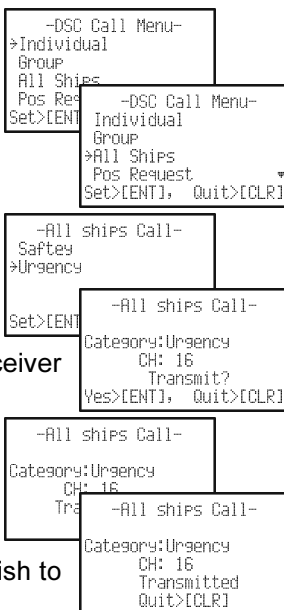 -DSC Call Menu-
→Individual
Group
All Ships
Pos Req
Set>[ENT
-DSC Call Menu-
Individual
Group
→All Ships
Pos Request ▼
Set>[ENT], Quit>[CLR]
-All ships Call-
Saftey
→Urgency
Set>[ENT
-All ships Call-
Category:Urgency
CH: 16
Transmit?
Yes>[ENT], Quit>[CLR]
ceiver
-All ships Call-
Category:Urgency
CH: 16
Tra
-All ships Call-
Category:Urgency
CH: 16
Transmitted
Quit>[CLR]
ish to